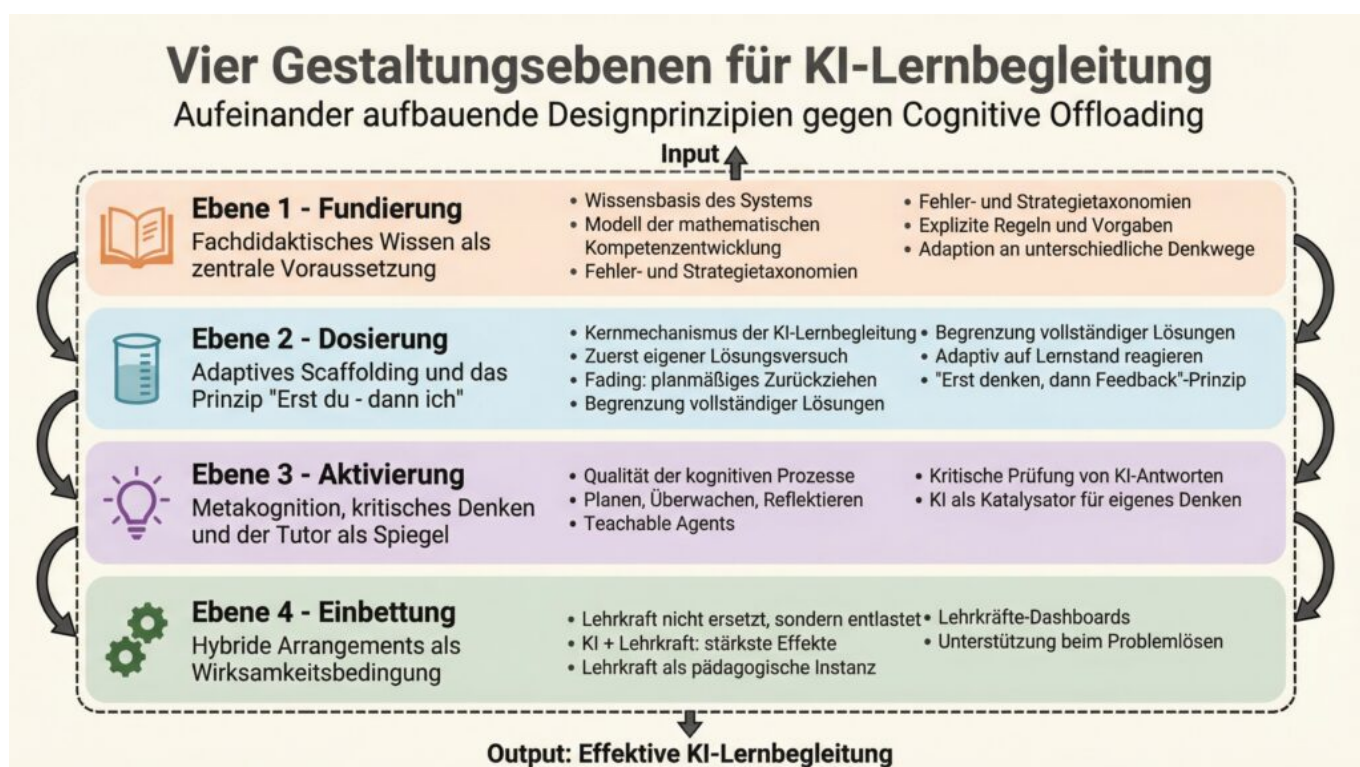 Vier Gestaltungsebenen für KI-Lernbegleitung
Aufeinander aufbauende Designprinzipien gegen Cognitive Offloading
Input
Ebene 1 - Fundierung
Fachdidaktisches Wissen als
zentrale Voraussetzung
• Wissensbasis des Systems
• Modell der mathematischen
Kompetenzentwicklung
• Fehler- und Strategietaxonomien
• Fehler- und Strategietaxonomien
• Explizite Regeln und Vorgaben
• Adaption an unterschiedliche Denkwege
Ebene 2 - Dosierung
Adaptives Scaffolding und das
Prinzip "Erst du - dann ich"
• Kernmechanismus der KI-Lernbegleitung
• Zuerst eigener Lösungsversuch
• Fading: planmäßiges Zurückziehen
• Begrenzung vollständiger Lösungen
• Begrenzung vollständiger Lösungen
• Adaptiv auf Lernstand reagieren
• "Erst denken, dann Feedback"-Prinzip
Ebene 3 - Aktivierung
Metakognition, kritisches Denken
und der Tutor als Spiegel
• Qualität der kognitiven Prozesse
• Planen, Überwachen, Reflektieren
• Teachable Agents
• Kritische Prüfung von KI-Antworten
• KI als Katalysator für eigenes Denken
Ebene 4 - Einbettung
Hybride Arrangements als
Wirksamkeitsbedingung
• Lehrkraft nicht ersetzt, sondern entlastet
• KI + Lehrkraft: stärkste Effekte
• Lehrkraft als pädagogische Instanz
• Lehrkräfte-Dashboards
• Unterstützung beim Problemlösen
Output: Effektive KI-Lernbegleitung